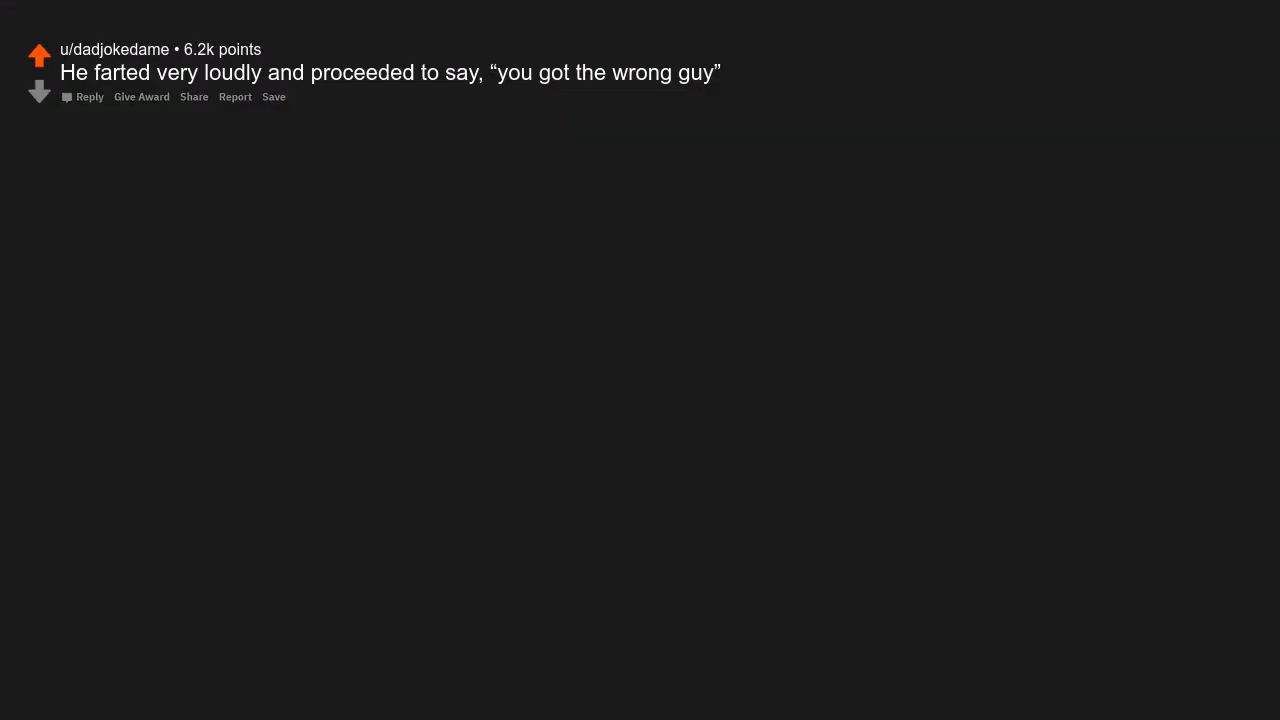 u/dadjokedame • 6.2k points
He farted very loudly and proceeded to say, “you got the wrong guy”
Reply Give Award Share Report Save